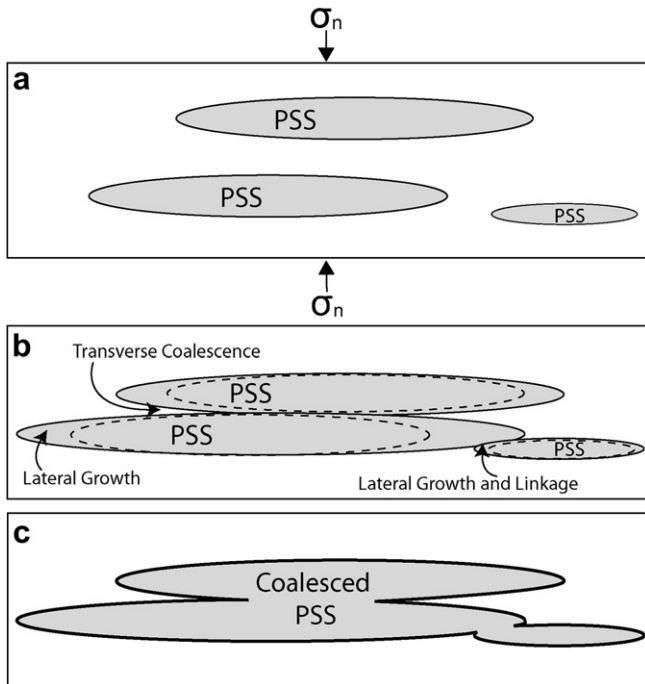 σn
a
PSS
PSS
PSS
σn
b
Transverse Coalescence
PSS
PSS
PSS
Lateral Growth
Lateral Growth and Linkage
c
Coalesced
PSS